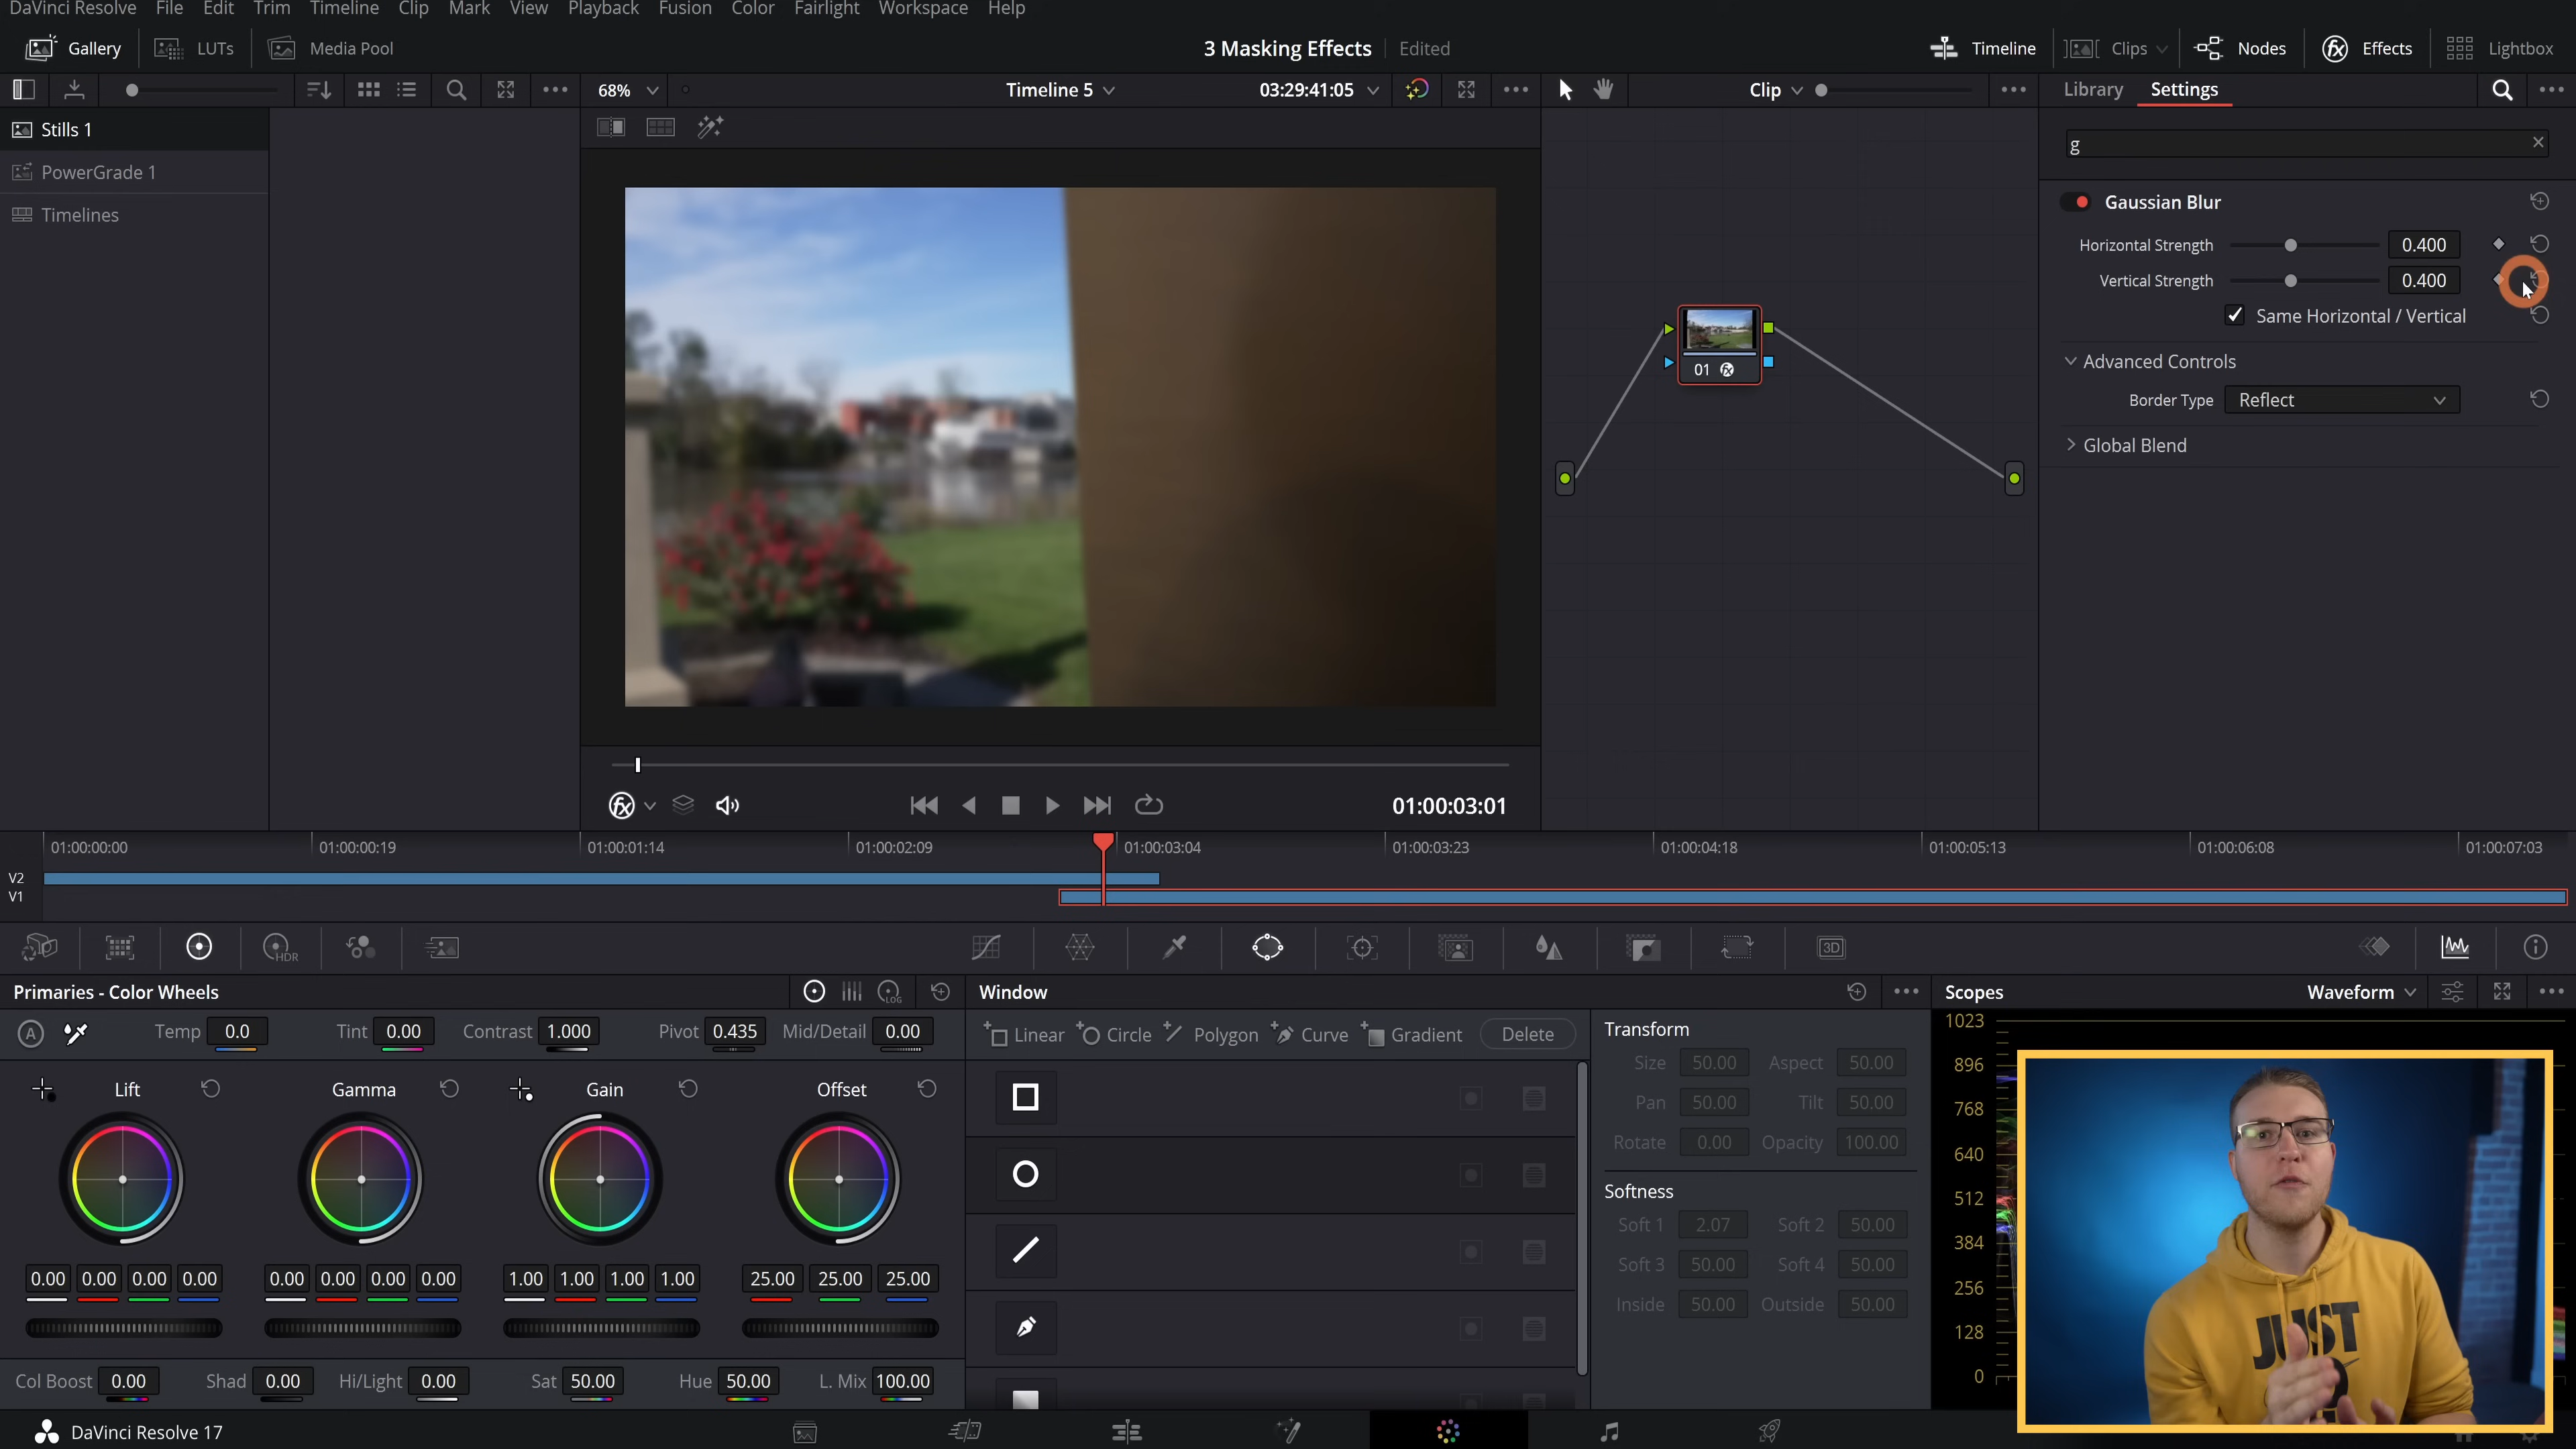 DaVinci Resolve File Edit Trim Timeline Clip Mark View Playback Fusion Color Fairlight Workspace Help
Gallery LUTs Media Pool 3 Masking Effects Edited Timeline Clips Nodes Effects Lightbox
68% Timeline 5 03:29:41:05 Clip Library Settings
Stills 1
PowerGrade 1
Timelines
g
Gaussian Blur
Horizontal Strength 0.400
Vertical Strength 0.400
Same Horizontal / Vertical
Advanced Controls
Border Type Reflect
Global Blend
01
01:00:03:01
01:00:00:00 01:00:00:19 01:00:01:14 01:00:02:09 01:00:03:04 01:00:03:23 01:00:04:18 01:00:05:13 01:00:06:08 01:00:07:03
V2
V1
HDR 3D
Primaries - Color Wheels LOG Window Scopes Waveform
A Temp 0.0 Tint 0.00 Contrast 1.000 Pivot 0.435 Mid/Detail 0.00
Linear Circle Polygon Curve Gradient Delete
Lift Gamma Gain Offset
0.00 0.00 0.00 0.00 0.00 0.00 0.00 0.00 1.00 1.00 1.00 1.00 25.00 25.00 25.00
Col Boost 0.00 Shad 0.00 Hi/Light 0.00 Sat 50.00 Hue 50.00 L. Mix 100.00
Transform
Size 50.00 Aspect 50.00
Pan 50.00 Tilt 50.00
Rotate 0.00 Opacity 100.00
Softness
Soft 1 2.07 Soft 2 50.00
Soft 3 50.00 Soft 4 50.00
Inside 50.00 Outside 50.00
1023
896
768
640
512
384
256
128
0
JUST
DaVinci Resolve 17